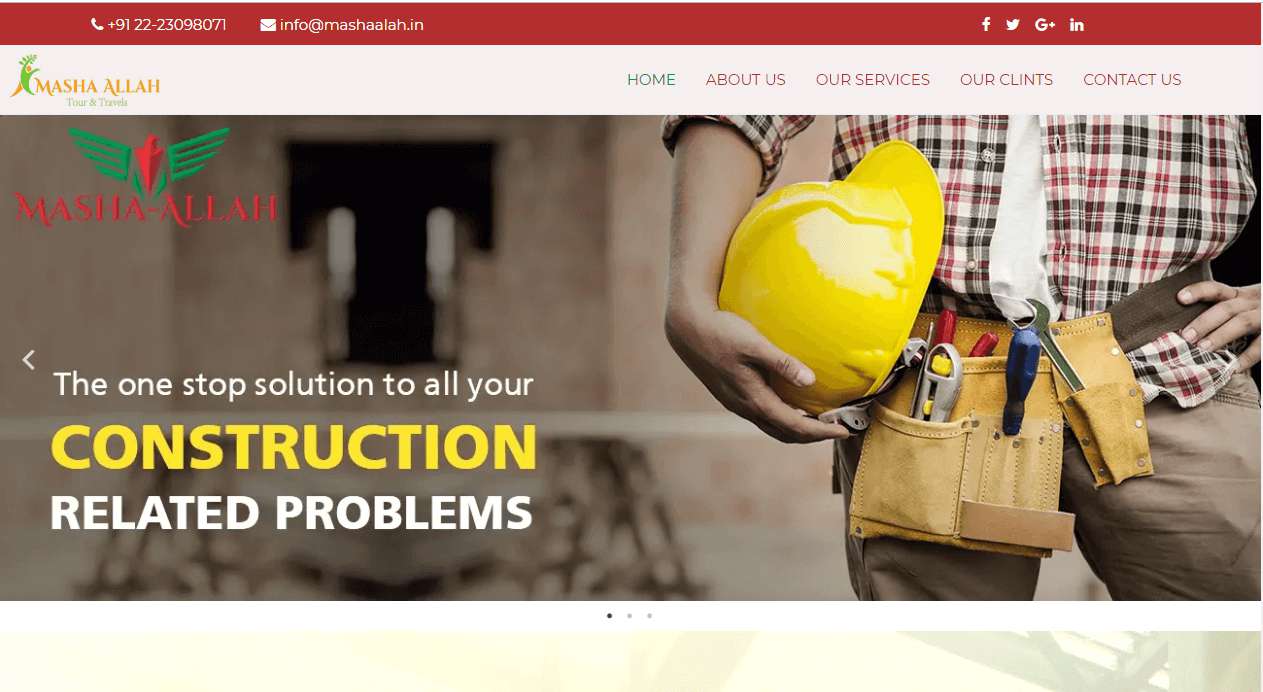 +91 22-23098071 info@mashaalah.in
MASHA ALLAH
Tour & Travels
HOME ABOUT US OUR SERVICES OUR CLINTS CONTACT US
MASHA-ALLAH
The one stop solution to all your
CONSTRUCTION
RELATED PROBLEMS